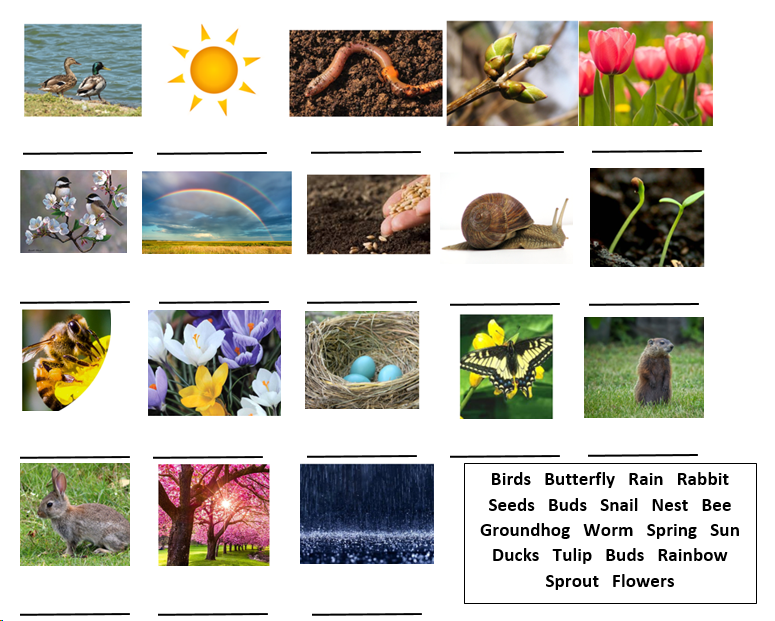 Birds Butterfly Rain Rabbit
Seeds Buds Snail Nest Bee
Groundhog Worm Spring Sun
Ducks Tulip Buds Rainbow
Sprout Flowers